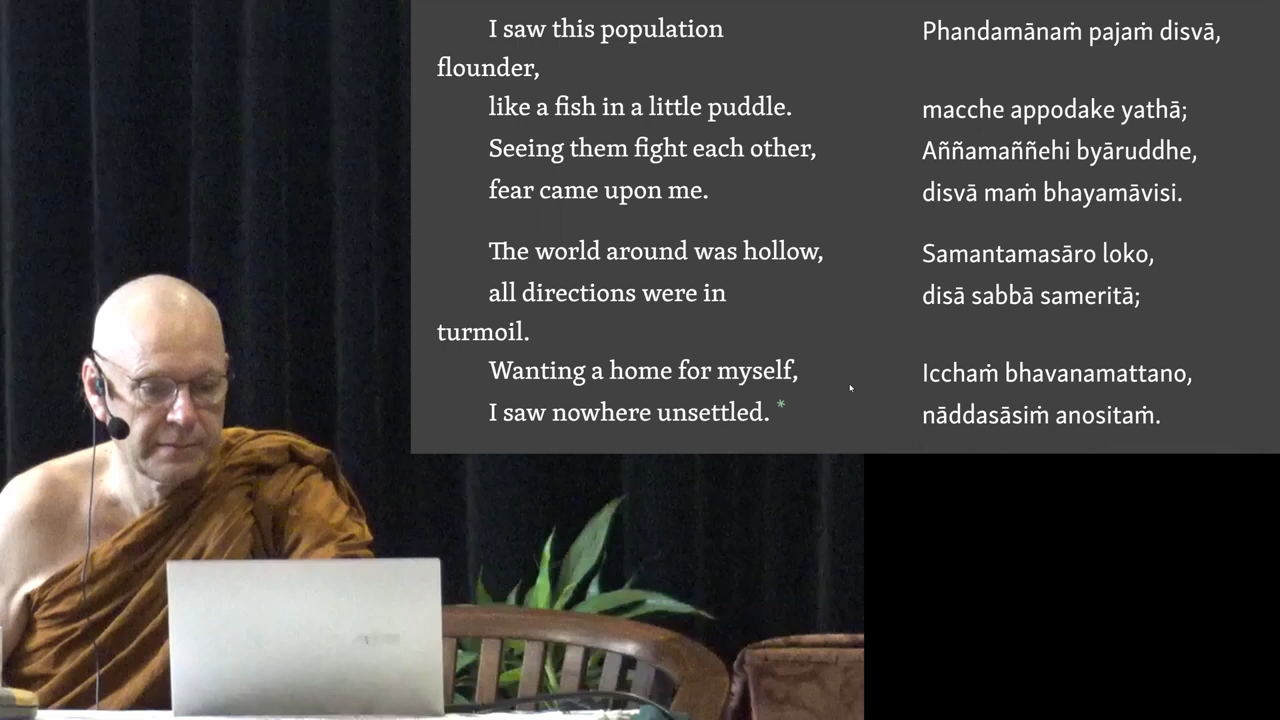 I saw this population
flounder,
like a fish in a little puddle.
Seeing them fight each other,
fear came upon me.
The world around was hollow,
all directions were in
turmoil.
Wanting a home for myself,
I saw nowhere unsettled. *
Phandamānaṁ pajaṁ disvā,
macche appodake yathā;
Aññamaññehi byāruddhe,
disvā maṁ bhayamāvisi.
Samantamasāro loko,
disā sabbā sameritā;
Icchaṁ bhavanamattano,
nāddasāsiṁ anositaṁ.